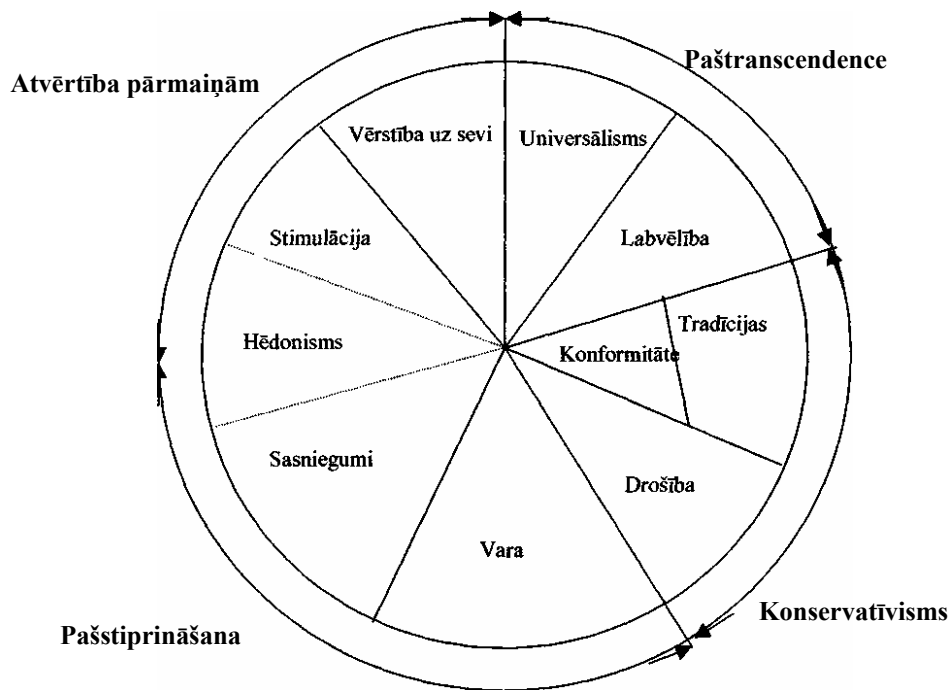 Paštranscendence
Atvērtība pārmaiņām
Vērstība uz sevi
Universālisms
Stimulācija
Labvēlība
Tradīcijas
Hēdonisms
Konformitāte
Sasniegumi
Drošība
Vara
Konservatīvisms
Pašstiprināšana